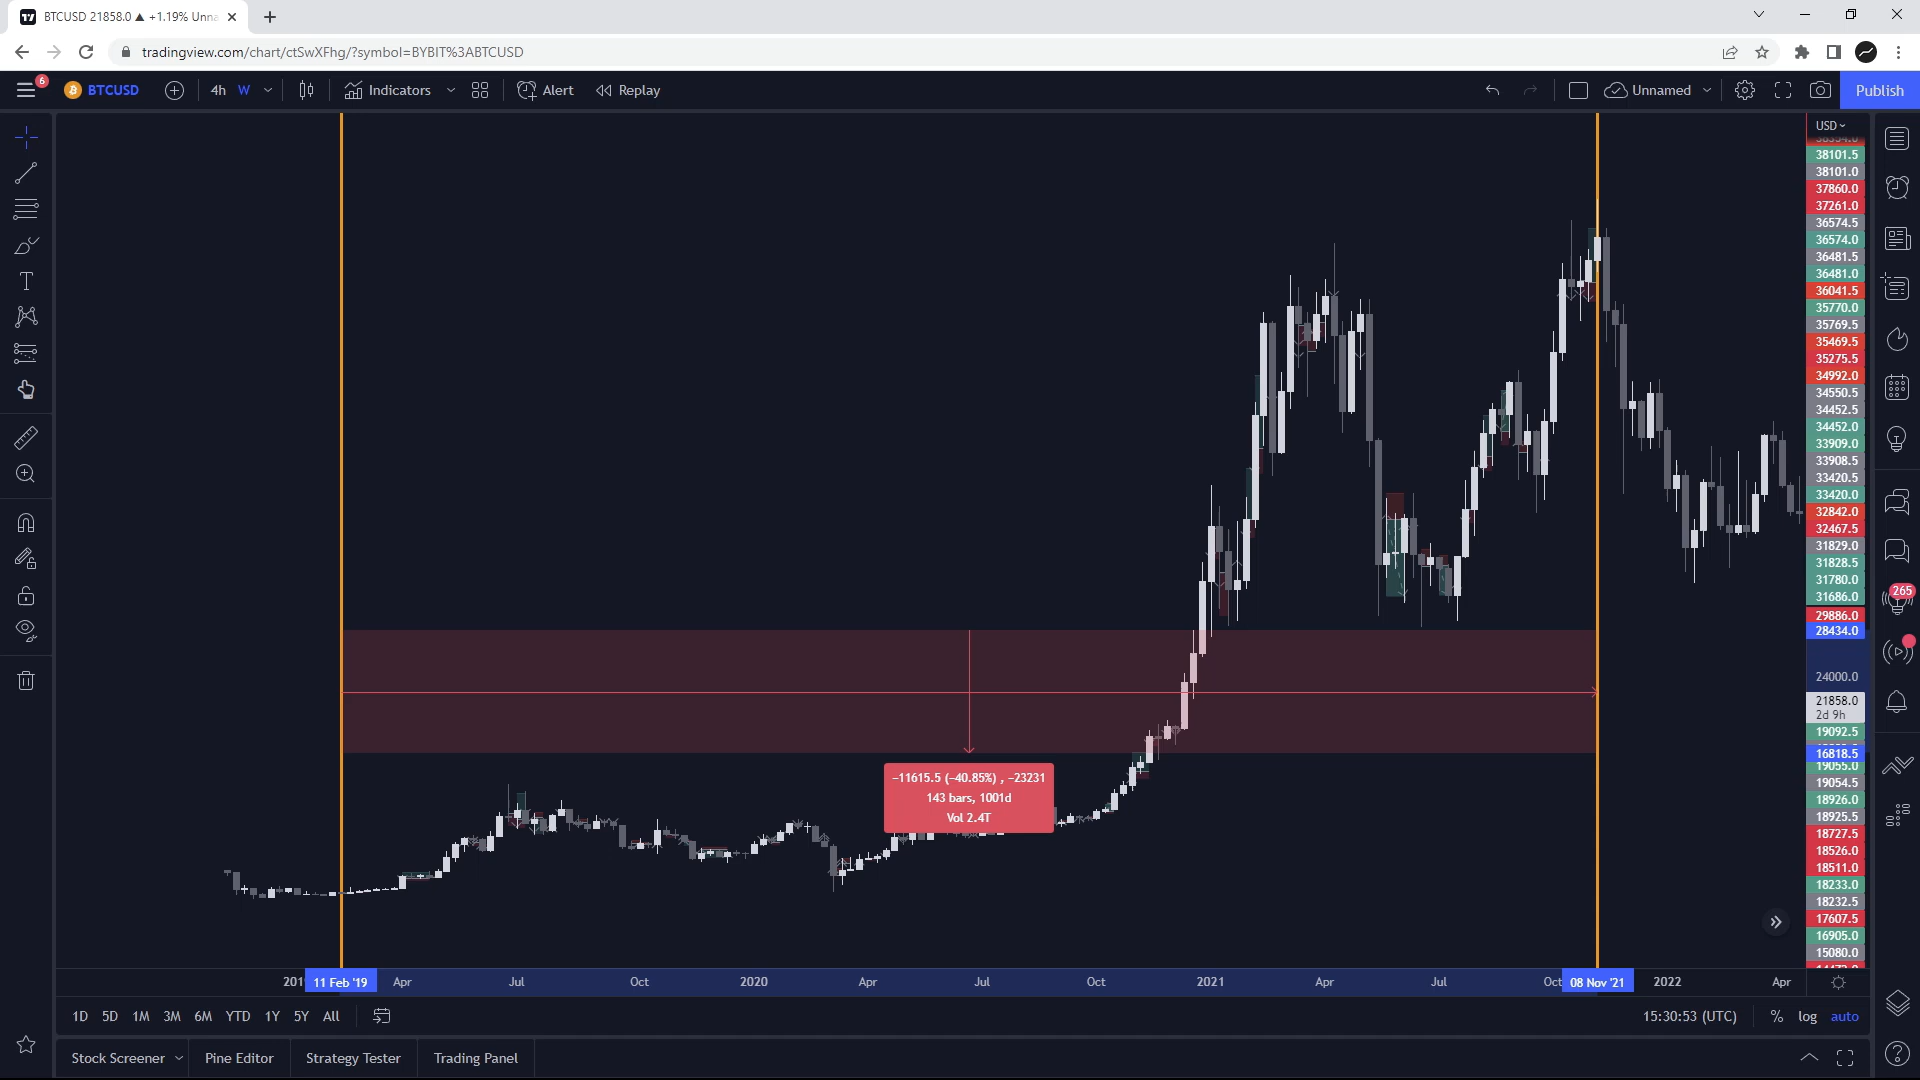 BTCUSD 21858.0 ▲ +1.19% Unna
tradingview.com/chart/ctSwXFhg/?symbol=BYBIT%3ABTCUSD
6
BTCUSD
4h W
Indicators
Alert
Replay
Unnamed
Publish
USD
38101.5
38101.0
37860.0
37261.0
36574.5
36574.0
36481.5
36481.0
36041.5
35770.0
35769.5
35469.5
35275.5
34992.0
34550.5
34452.5
34452.0
33909.0
33908.5
33420.5
33420.0
32842.0
32467.5
31829.0
31828.5
31780.0
31686.0
29886.0
28434.0
24000.0
21858.0
2d 9h
19092.5
16818.5
19055.0
19054.5
18926.0
18925.5
18727.5
18526.0
18511.0
18233.0
18232.5
17607.5
16905.0
15080.0
265
−11615.5 (−40.85%) , −23231
143 bars, 1001d
Vol 2.4T
201 11 Feb '19 Apr Jul Oct 2020 Apr Jul Oct 2021 Apr Jul Oct 08 Nov '21 2022 Apr
1D 5D 1M 3M 6M YTD 1Y 5Y All
15:30:53 (UTC) % log auto
Stock Screener Pine Editor Strategy Tester Trading Panel